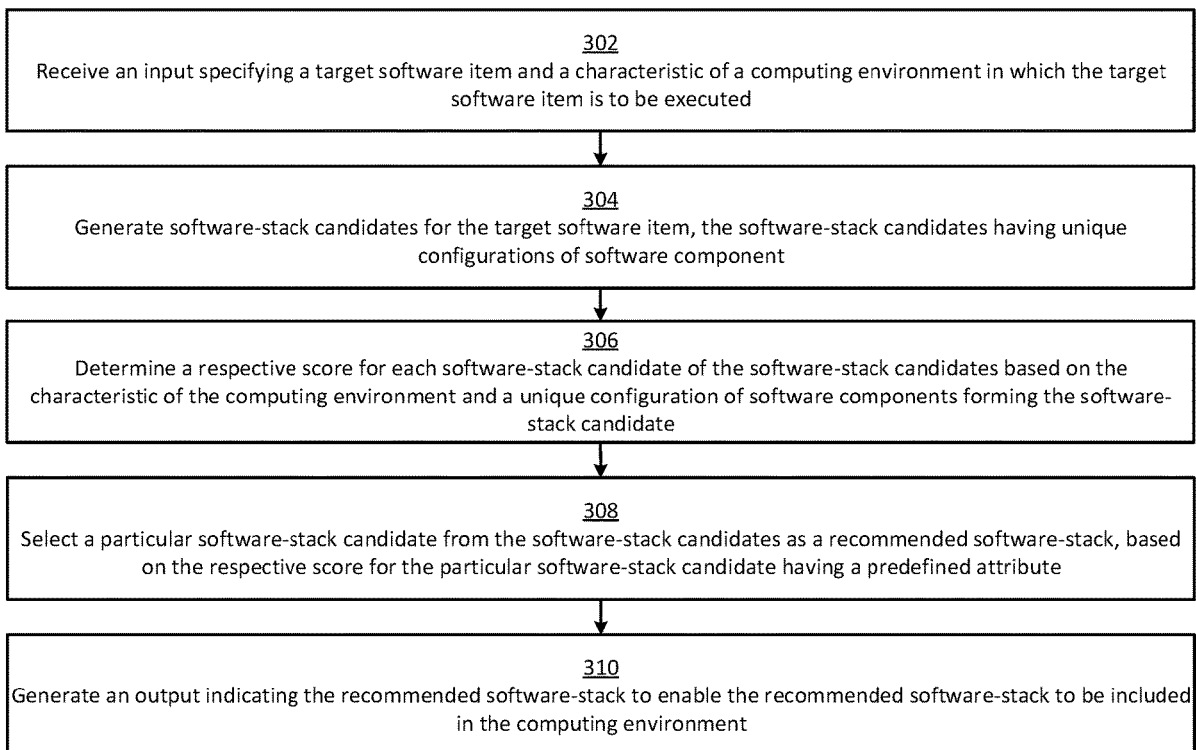 302
Receive an input specifying a target software item and a characteristic of a computing environment in which the target
software item is to be executed
304
Generate software-stack candidates for the target software item, the software-stack candidates having unique
configurations of software component
306
Determine a respective score for each software-stack candidate of the software-stack candidates based on the
characteristic of the computing environment and a unique configuration of software components forming the software-
stack candidate
308
Select a particular software-stack candidate from the software-stack candidates as a recommended software-stack, based
on the respective score for the particular software-stack candidate having a predefined attribute
310
Generate an output indicating the recommended software-stack to enable the recommended software-stack to be included
in the computing environment